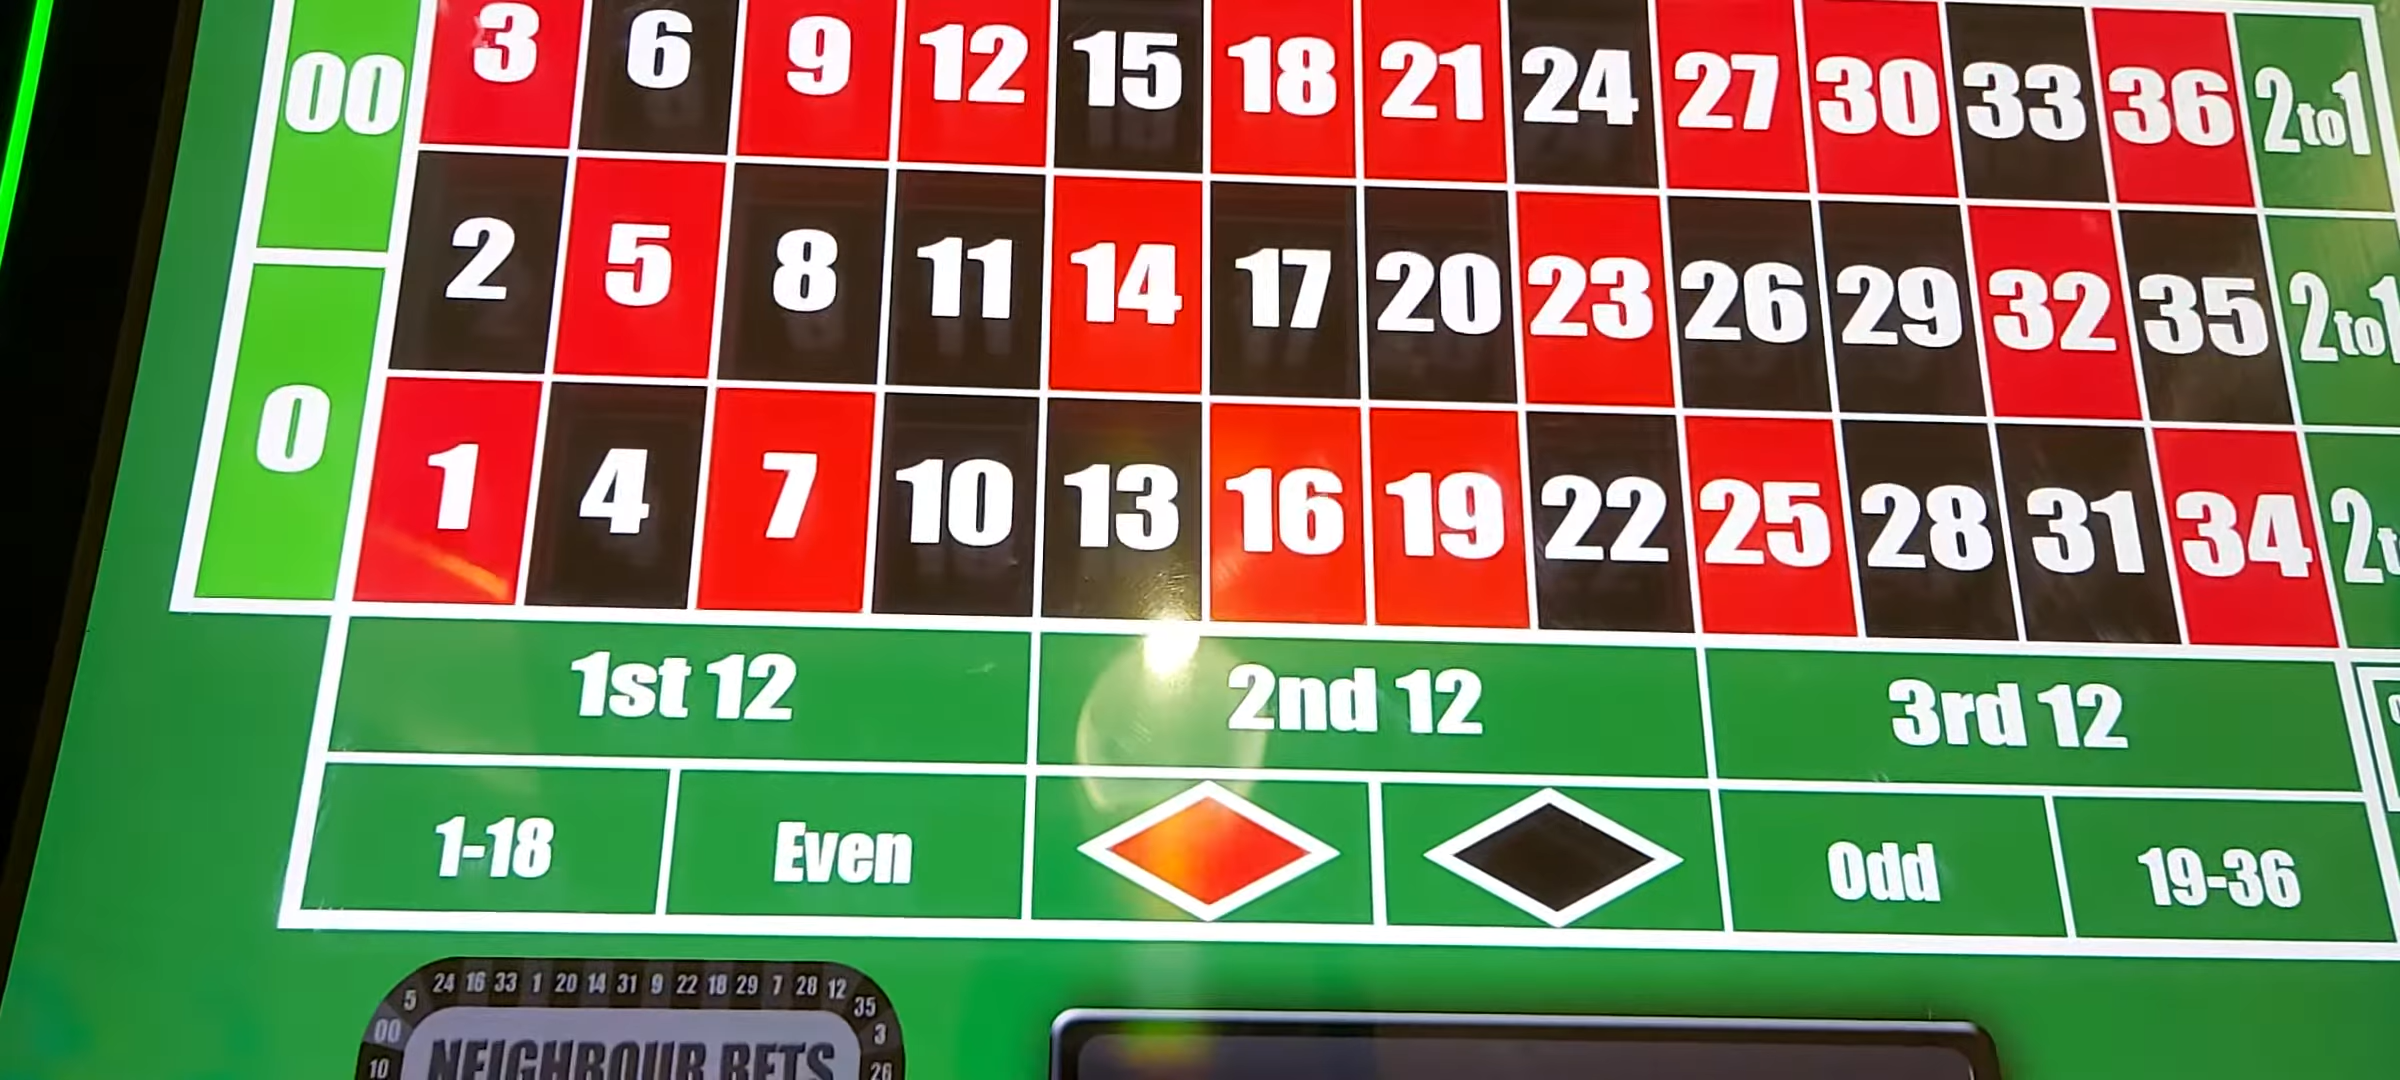 00 3 6 9 12 15 18 21 24 27 30 33 36 2to1
2 5 8 11 14 17 20 23 26 29 32 35 2to1
0 1 4 7 10 13 16 19 22 25 28 31 34
1st 12 2nd 12 3rd 12
1-18 Even Odd 19-36
5 24 16 33 1 20 14 31 9 22 18 29 7 28 12 35
00 3
10 NEIGHBOUR BETS 26